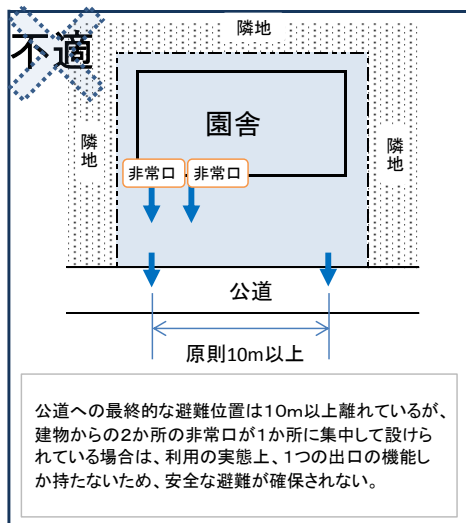 不適
隣地
隣地
園舎
隣地
非常口
非常口
公道
原則10m以上
公道への最終的な避難位置は10m以上離れているが、
建物からの2か所の非常口が1か所に集中して設けら
れている場合は、利用の実態上、1つの出口の機能し
か持たないため、安全な避難が確保されない。